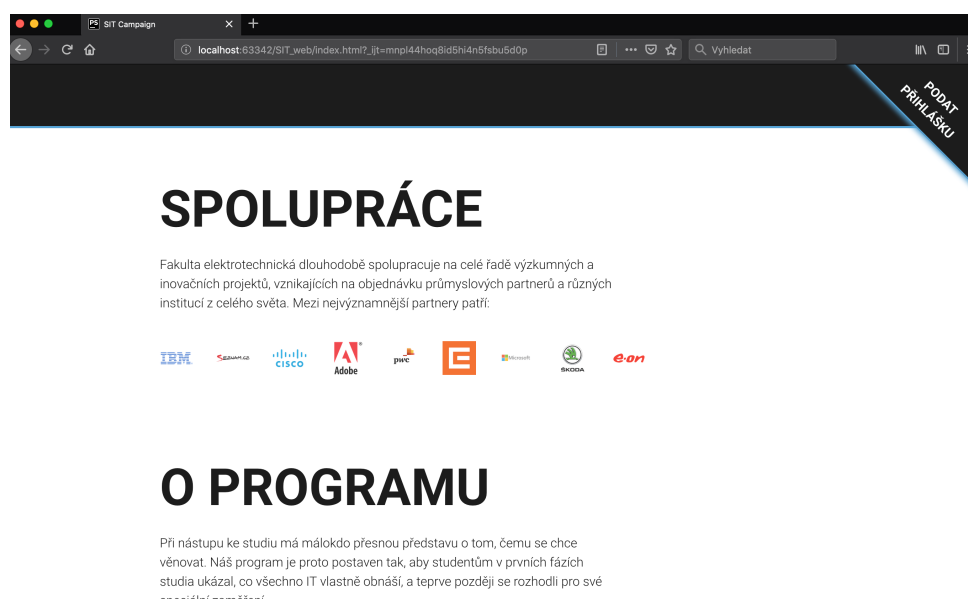 PS SIT Campaign
localhost:63342/SIT_web/index.html?_ijt=mnpl44hoq8id5hi4n5fsbu5d0p
Vyhledat
PODAT
PŘIHLÁŠKU
SPOLUPRÁCE
Fakulta elektrotechnická dlouhodobě spolupracuje na celé řadě výzkumných a
inovačních projektů, vznikajících na objednávku průmyslových partnerů a různých
institucí z celého světa. Mezi nejvýznamnější partnery patří:
IBM SEZNAM.CZ CISCO Adobe pwc E Microsoft ŠKODA e·on
O PROGRAMU
Při nástupu ke studiu má málokdo přesnou představu o tom, čemu se chce
věnovat. Náš program je proto postaven tak, aby studentům v prvních fázích
studia ukázal, co všechno IT vlastně obnáší, a teprve později se rozhodli pro své